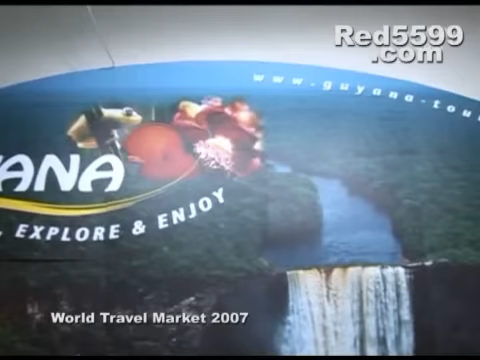 Red5599
.com
www.guyana-tou
ANA
, EXPLORE & ENJOY
World Travel Market 2007